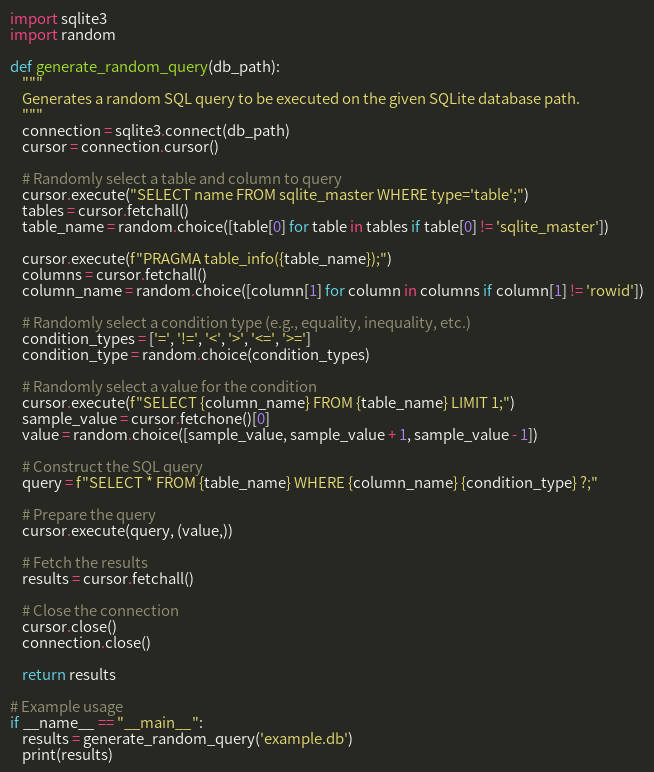 import sqlite3
import random

def generate_random_query(db_path):
    """
    Generates a random SQL query to be executed on the given SQLite database path.
    """
    connection = sqlite3.connect(db_path)
    cursor = connection.cursor()

    # Randomly select a table and column to query
    cursor.execute("SELECT name FROM sqlite_master WHERE type='table';")
    tables = cursor.fetchall()
    table_name = random.choice([table[0] for table in tables if table[0] != 'sqlite_master'])

    cursor.execute(f"PRAGMA table_info({table_name});")
    columns = cursor.fetchall()
    column_name = random.choice([column[1] for column in columns if column[1] != 'rowid'])

    # Randomly select a condition type (e.g., equality, inequality, etc.)
    condition_types = ['=', '!=', '<', '>', '<=', '>=']
    condition_type = random.choice(condition_types)

    # Randomly select a value for the condition
    cursor.execute(f"SELECT {column_name} FROM {table_name} LIMIT 1;")
    sample_value = cursor.fetchone()[0]
    value = random.choice([sample_value, sample_value + 1, sample_value - 1])

    # Construct the SQL query
    query = f"SELECT * FROM {table_name} WHERE {column_name} {condition_type} ?;"

    # Prepare the query
    cursor.execute(query, (value,))

    # Fetch the results
    results = cursor.fetchall()

    # Close the connection
    cursor.close()
    connection.close()

    return results

# Example usage
if __name__ == "__main__":
    results = generate_random_query('example.db')
    print(results)